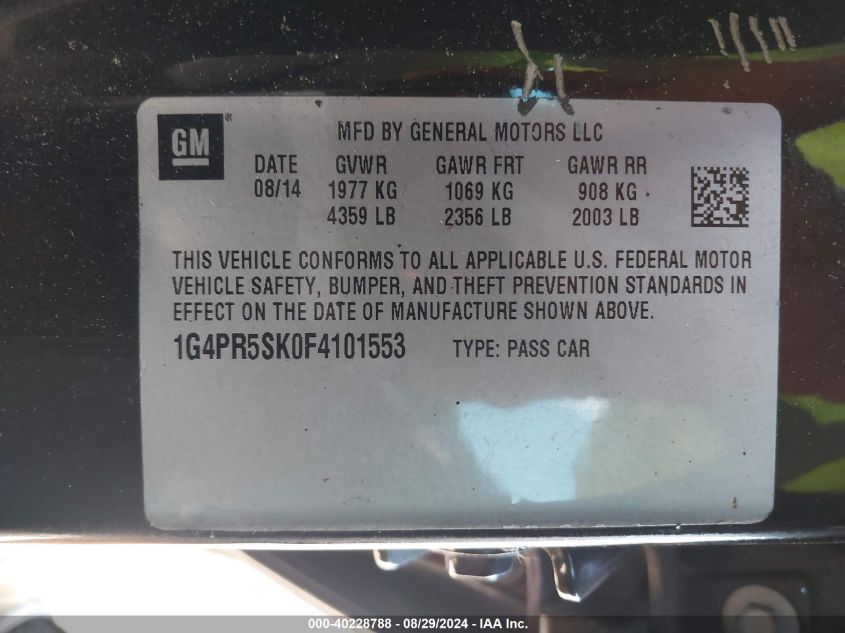 GM®
MFD BY GENERAL MOTORS LLC
DATE GVWR GAWR FRT GAWR RR
08/14 1977 KG 1069 KG 908 KG
4359 LB 2356 LB 2003 LB
THIS VEHICLE CONFORMS TO ALL APPLICABLE U.S. FEDERAL MOTOR
VEHICLE SAFETY, BUMPER, AND THEFT PREVENTION STANDARDS IN
EFFECT ON THE DATE OF MANUFACTURE SHOWN ABOVE.
1G4PR5SK0F4101553 TYPE: PASS CAR
000-40228788 - 08/29/2024 - IAA Inc.